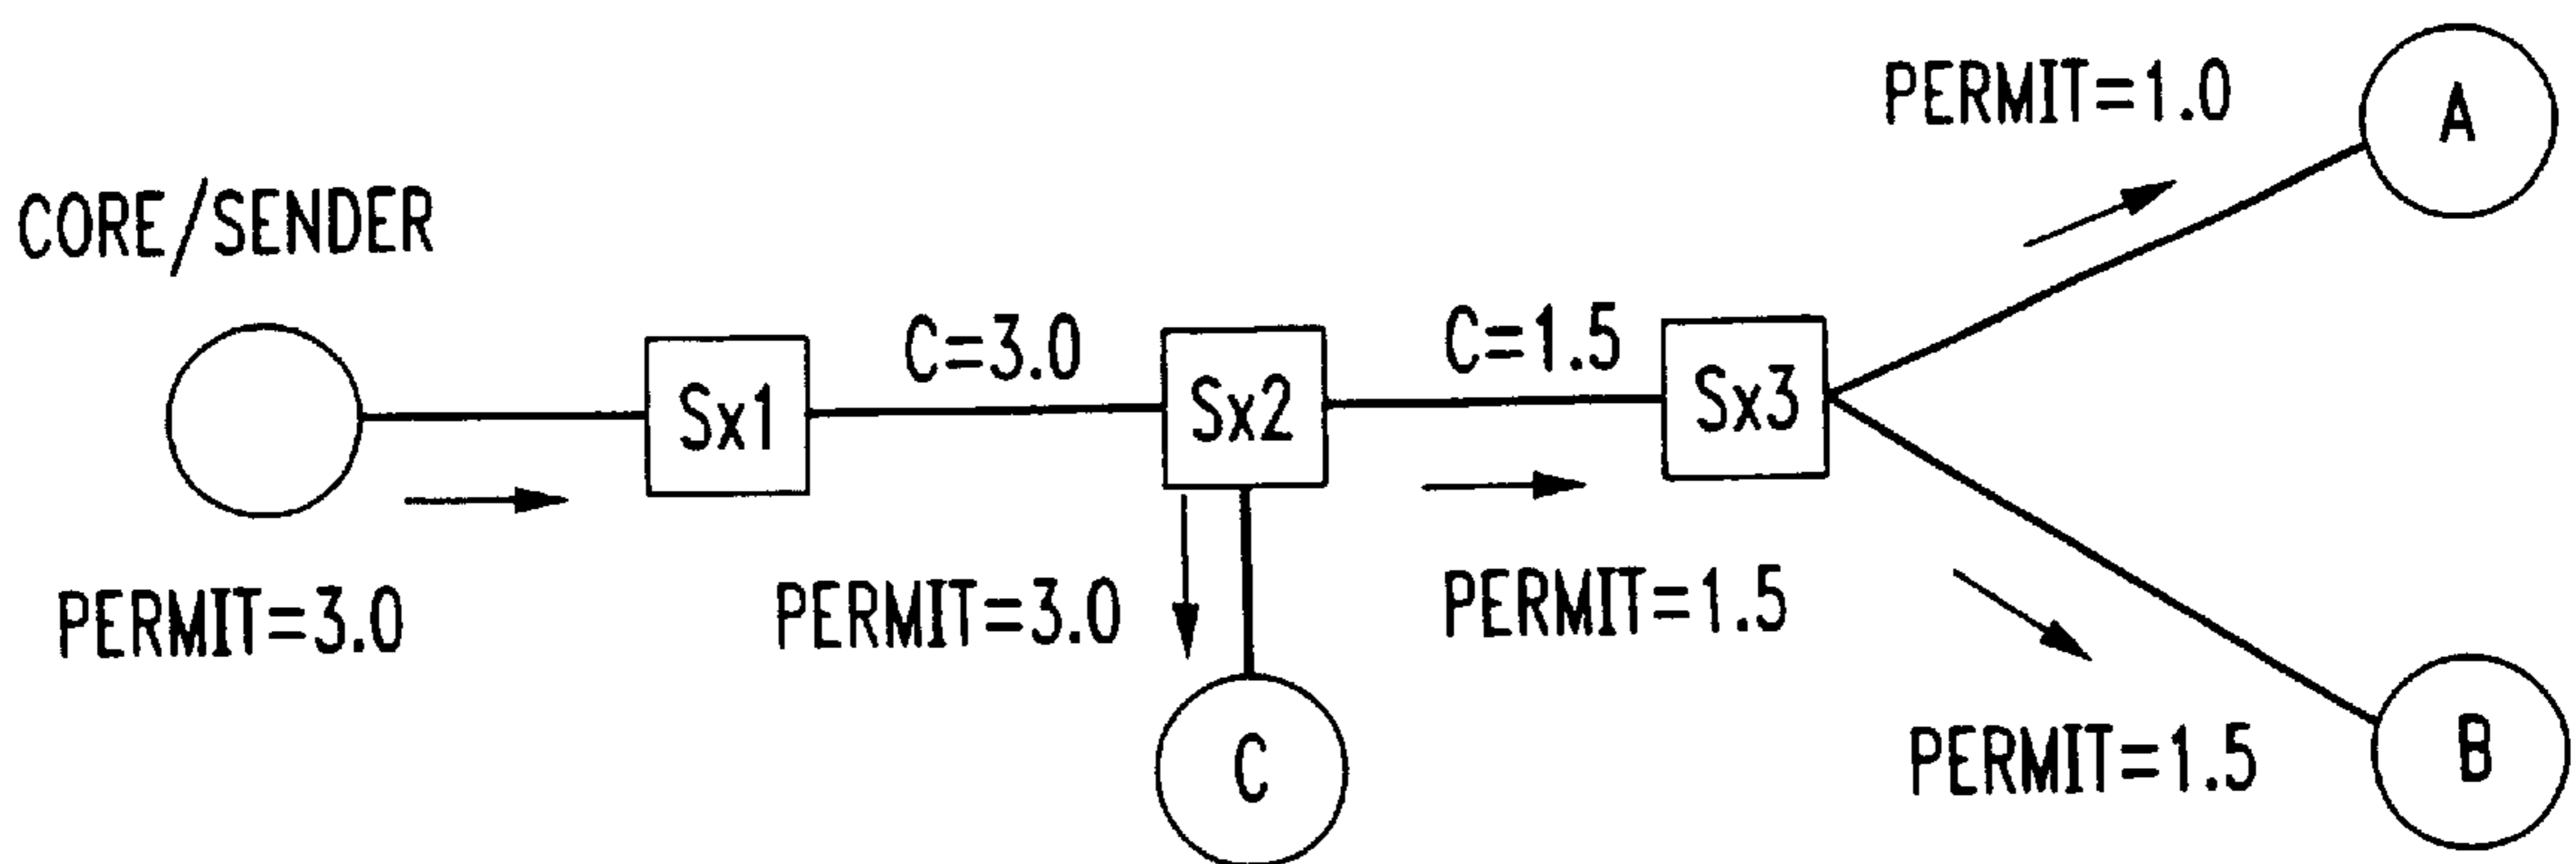 PERMIT=1.0
A
CORE/SENDER
C=3.0
C=1.5
Sx1
Sx2
Sx3
PERMIT=3.0
PERMIT=3.0
PERMIT=1.5
PERMIT=1.5
C
B